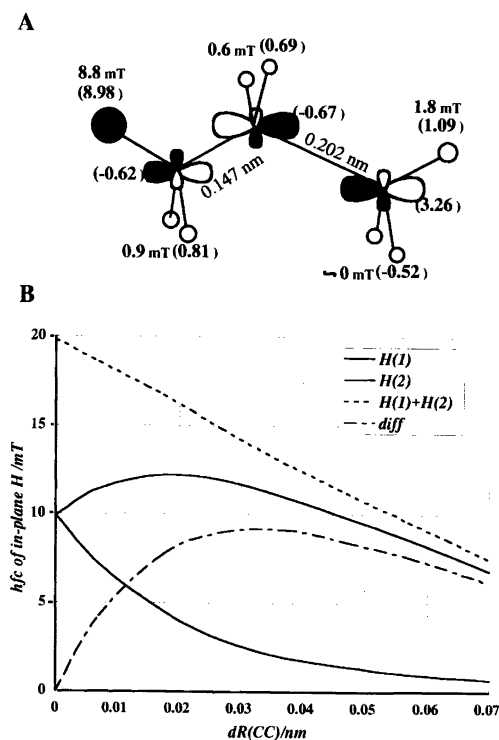 A
0.6 mT (0.69)
8.8 mT
(8.98)
(-0.67)
1.8 mT
(1.09)
0.202 nm
(-0.62)
0.147 nm
(3.26)
0.9 mT (0.81)
0 mT(-0.52)
B
20
H(1)
H(2)
H(1)+H(2)
diff
15
10
5
0
hfc of in-plane H /mT
0 0.01 0.02 0.03 0.04 0.05 0.06 0.07
dR(CC)/nm